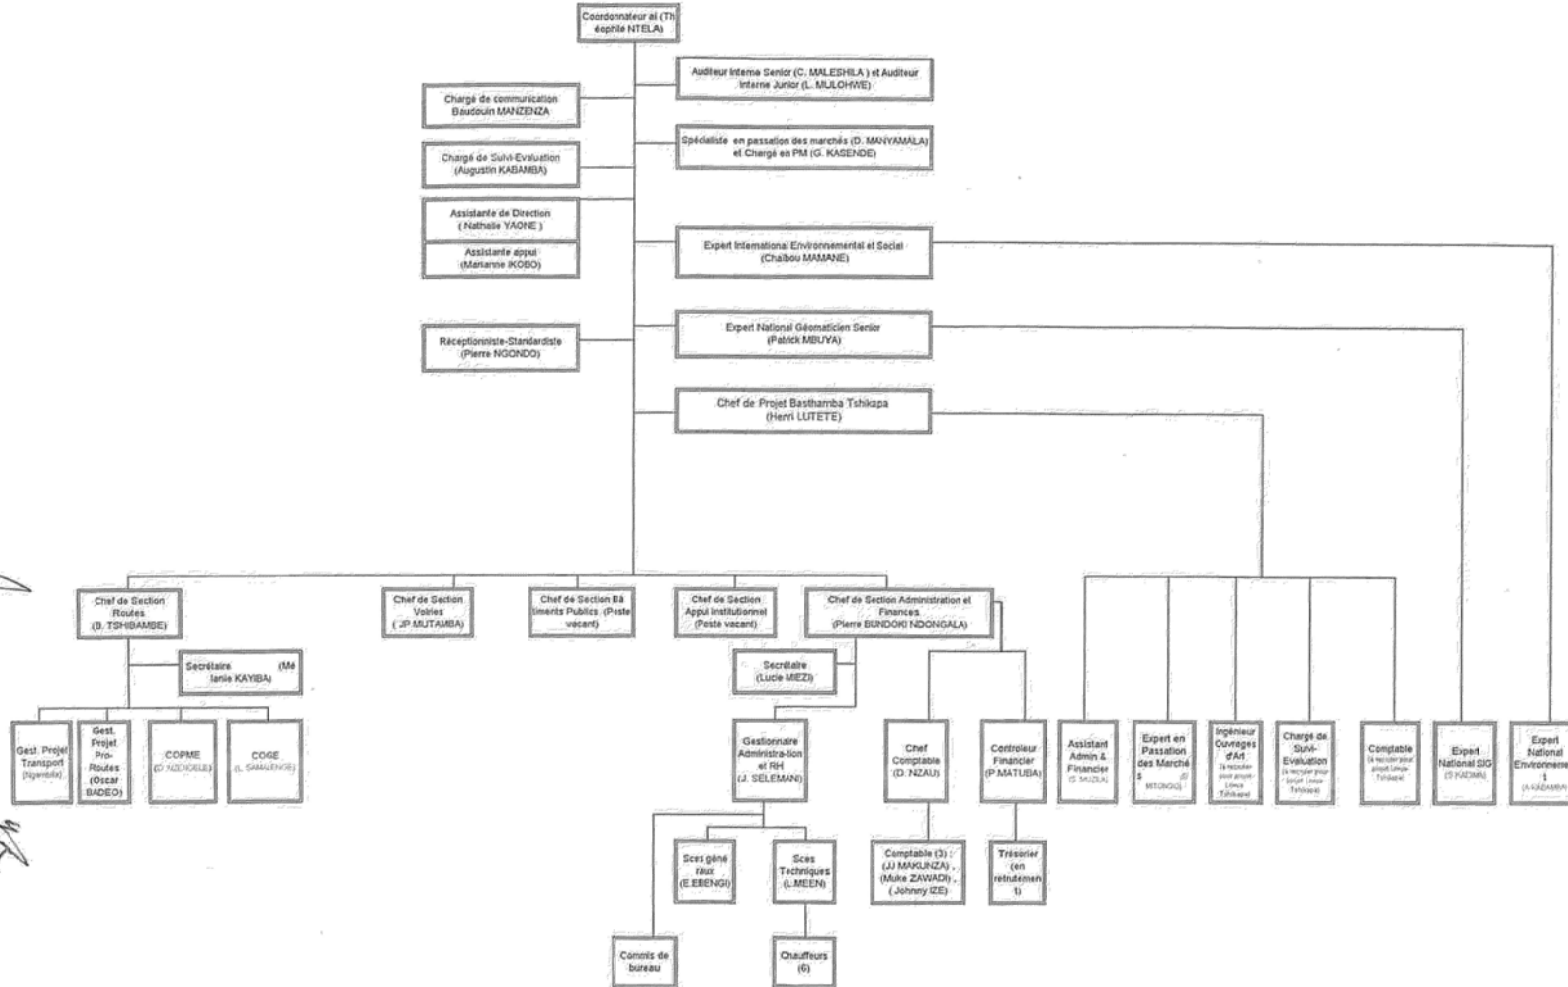 Coordonnateur ai (Th
éophile NTELA)
Auditeur Interne Senior (C. MALESHILA ) et Auditeur
Interne Junior (L. MULOHWE)
Chargé de communication
Baudouin MANZENZA
Spécialiste en passation des marchés (D. MANYAMALA)
et Chargé en PM (G. KASENDE)
Chargé de Suivi-Evaluation
(Augustin KABAMBA)
Assistante de Direction
( Nathalie YAONE )
Assistante appui
(Marianne IKOBO)
Expert International Environnemental et Social
(Chaibou MAMANE)
Expert National Géomaticien Senior
(Patrick MBUYA)
Réceptionniste-Standardiste
(Pierre NGONDO)
Chef de Projet Basthamba Tshikapa
(Henri LUTETE)
Chef de Section
Routes
(B. TSHIBAMBE)
Chef de Section
Voiries
( JP.MUTAMBA)
Chef de Section Bâ
timents Publics (Poste
vacant)
Chef de Section
Appui Institutionnel
(Poste vacant)
Chef de Section Administration et
Finances
(Pierre BUNDOKI NDONGALA)
Secrétaire (Mé
lanie KAYIBA)
Secrétaire
(Lucie MIEZI)
Gest. Projet
Transport
Gest.
Projet
Pro-
Routes
(Oscar
BADEO)
COPME
COGE
Gestionnaire
Administra-tion
et RH
(J. SELEMANI)
Chef
Comptable
(D. NZAU)
Controleur
Financier
(P.MATUBA)
Assistant
Admin &
Financier
Expert en
Passation
des Marché
s
Ingénieur
Ouvrages
d'Art
Chargé de
Suivi-
Evaluation
Comptable
Expert
National SIG
(S KADIMA)
Expert
National
Environnemen
t
(A KABAMBA)
Sces géné
raux
(E.EBENGI)
Sces
Techniques
(L.MEEN)
Comptable (3) :
(JJ MAKUNZA) ,
(Muke ZAWADI) ,
( Johnny IZE)
Trésorier
(en
retrutemen
t)
Commis de
bureau
Chauffeurs
(6)